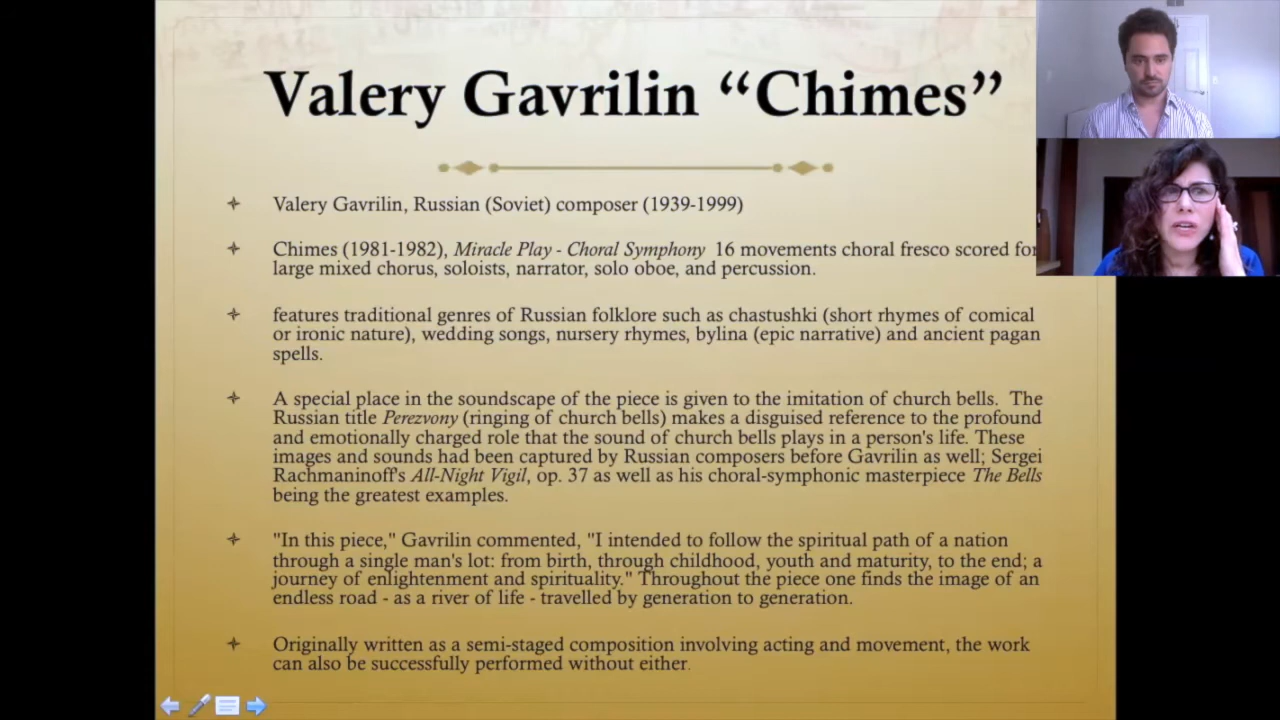 Valery Gavrilin “Chimes”
Valery Gavrilin, Russian (Soviet) composer (1939-1999)
Chimes (1981-1982), Miracle Play - Choral Symphony 16 movements choral fresco scored for
large mixed chorus, soloists, narrator, solo oboe, and percussion.
features traditional genres of Russian folklore such as chastushki (short rhymes of comical
or ironic nature), wedding songs, nursery rhymes, bylina (epic narrative) and ancient pagan
spells.
A special place in the soundscape of the piece is given to the imitation of church bells. The
Russian title Perezvony (ringing of church bells) makes a disguised reference to the profound
and emotionally charged role that the sound of church bells plays in a person's life. These
images and sounds had been captured by Russian composers before Gavrilin as well; Sergei
Rachmaninoff's All-Night Vigil, op. 37 as well as his choral-symphonic masterpiece The Bells
being the greatest examples.
"In this piece," Gavrilin commented, "I intended to follow the spiritual path of a nation
through a single man's lot: from birth, through childhood, youth and maturity, to the end; a
journey of enlightenment and spirituality." Throughout the piece one finds the image of an
endless road - as a river of life - travelled by generation to generation.
Originally written as a semi-staged composition involving acting and movement, the work
can also be successfully performed without either.